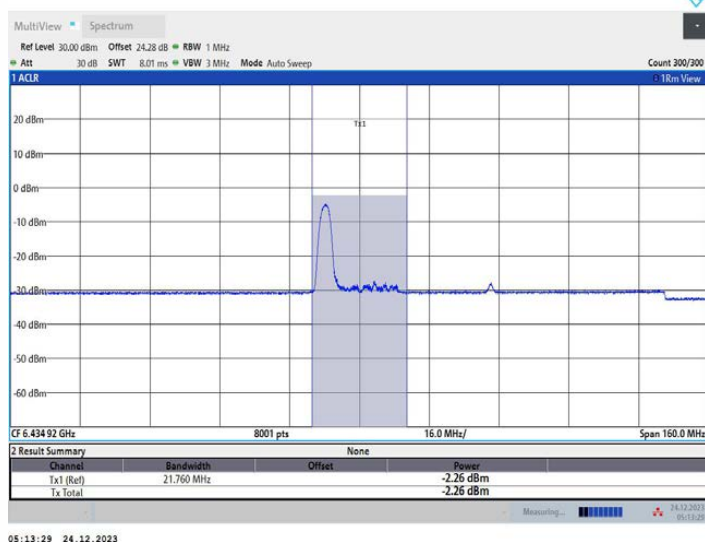 MultiView Spectrum
Ref Level 30.00 dBm Offset 24.28 dB RBW 1 MHz
Att 30 dB SWT 8.01 ms VBW 3 MHz Mode Auto Sweep Count 300/300
1 ACLR 1Rm View
Tx1
20 dBm
10 dBm
0 dBm
-10 dBm
-20 dBm
-30 dBm
-40 dBm
-50 dBm
-60 dBm
CF 6.434 92 GHz 8001 pts 16.0 MHz/ Span 160.0 MHz
2 Result Summary None
Channel Bandwidth Offset Power
Tx1 (Ref) 21.760 MHz -2.26 dBm
Tx Total -2.26 dBm
Measuring... 24.12.2023
05:13:29
05:13:29 24.12.2023